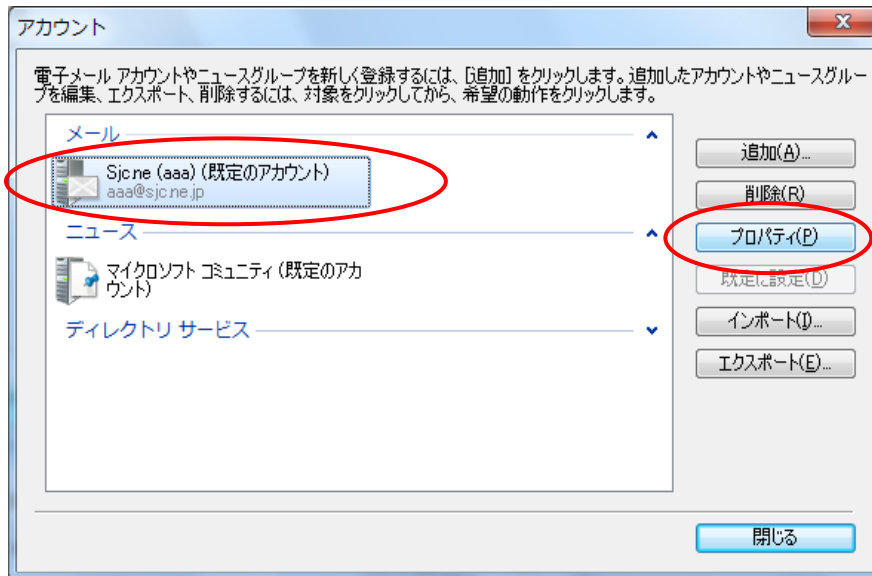 アカウント
電子メール アカウントやニュースグループを新しく登録するには、[追加] をクリックします。追加したアカウントやニュースグルー
プを編集、エクスポート、削除するには、対象をクリックしてから、希望の動作をクリックします。
メール
Sjc.ne (aaa) (既定のアカウント)
aaa@sjc.ne.jp
ニュース
マイクロソフト コミュニティ (既定のアカ
ウント)
ディレクトリ サービス
追加(A)...
削除(R)
プロパティ(P)
既定に設定(D)
インポート(I)...
エクスポート(E)...
閉じる